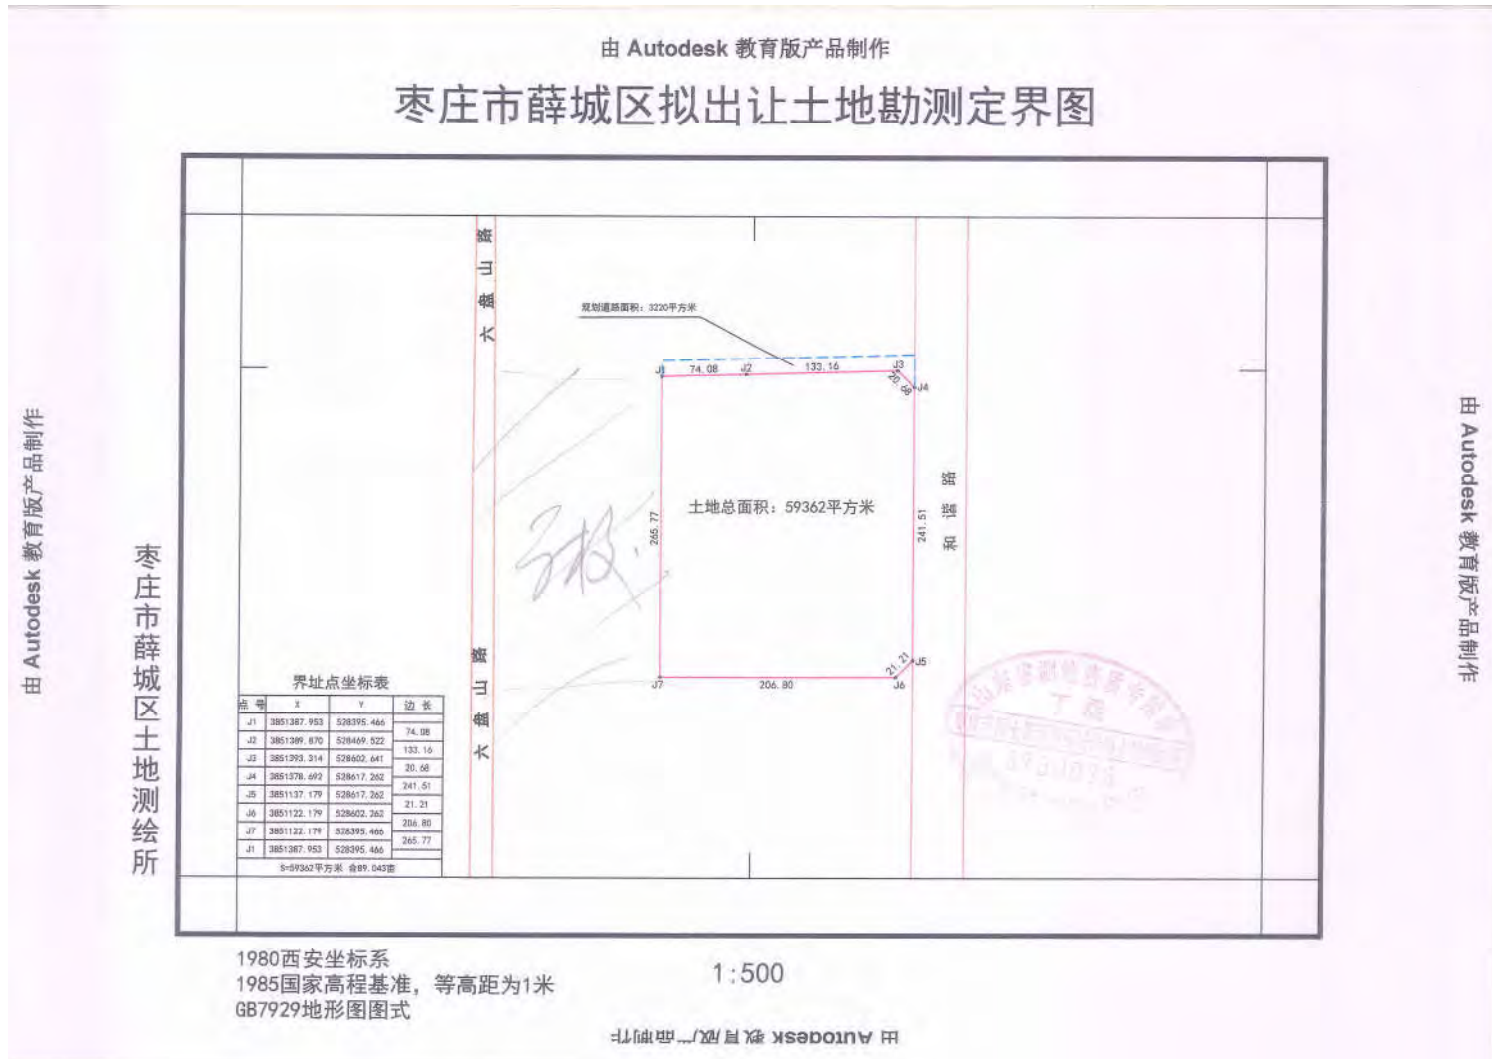 由 Autodesk 教育版产品制作
枣庄市薛城区拟出让土地勘测定界图
六盘山路
规划道路面积: 3220平方米
J1 74.08 J2 133.16 J3
20.68 J4
土地总面积: 59362平方米
265.77
241.51
和谐路
六盘山路
21.21 J5
J7 206.80 J6
界址点坐标表
点号 X Y 边长
J1 3851387.953 528395.466
74.08
J2 3851389.870 528469.522
133.16
J3 3851393.314 528602.641
20.68
J4 3851378.692 528617.262
241.51
J5 3851137.179 528617.262
21.21
J6 3851122.179 528602.262
206.80
J7 3851122.179 528395.466
265.77
J1 3851387.953 528395.466
S=59362平方米 合89.043亩
由 Autodesk 教育版产品制作
枣庄市薛城区土地测绘所
由 Autodesk 教育版产品制作
1980西安坐标系
1985国家高程基准，等高距为1米
GB7929地形图图式
1:500
由 Autodesk 教育版产品制作